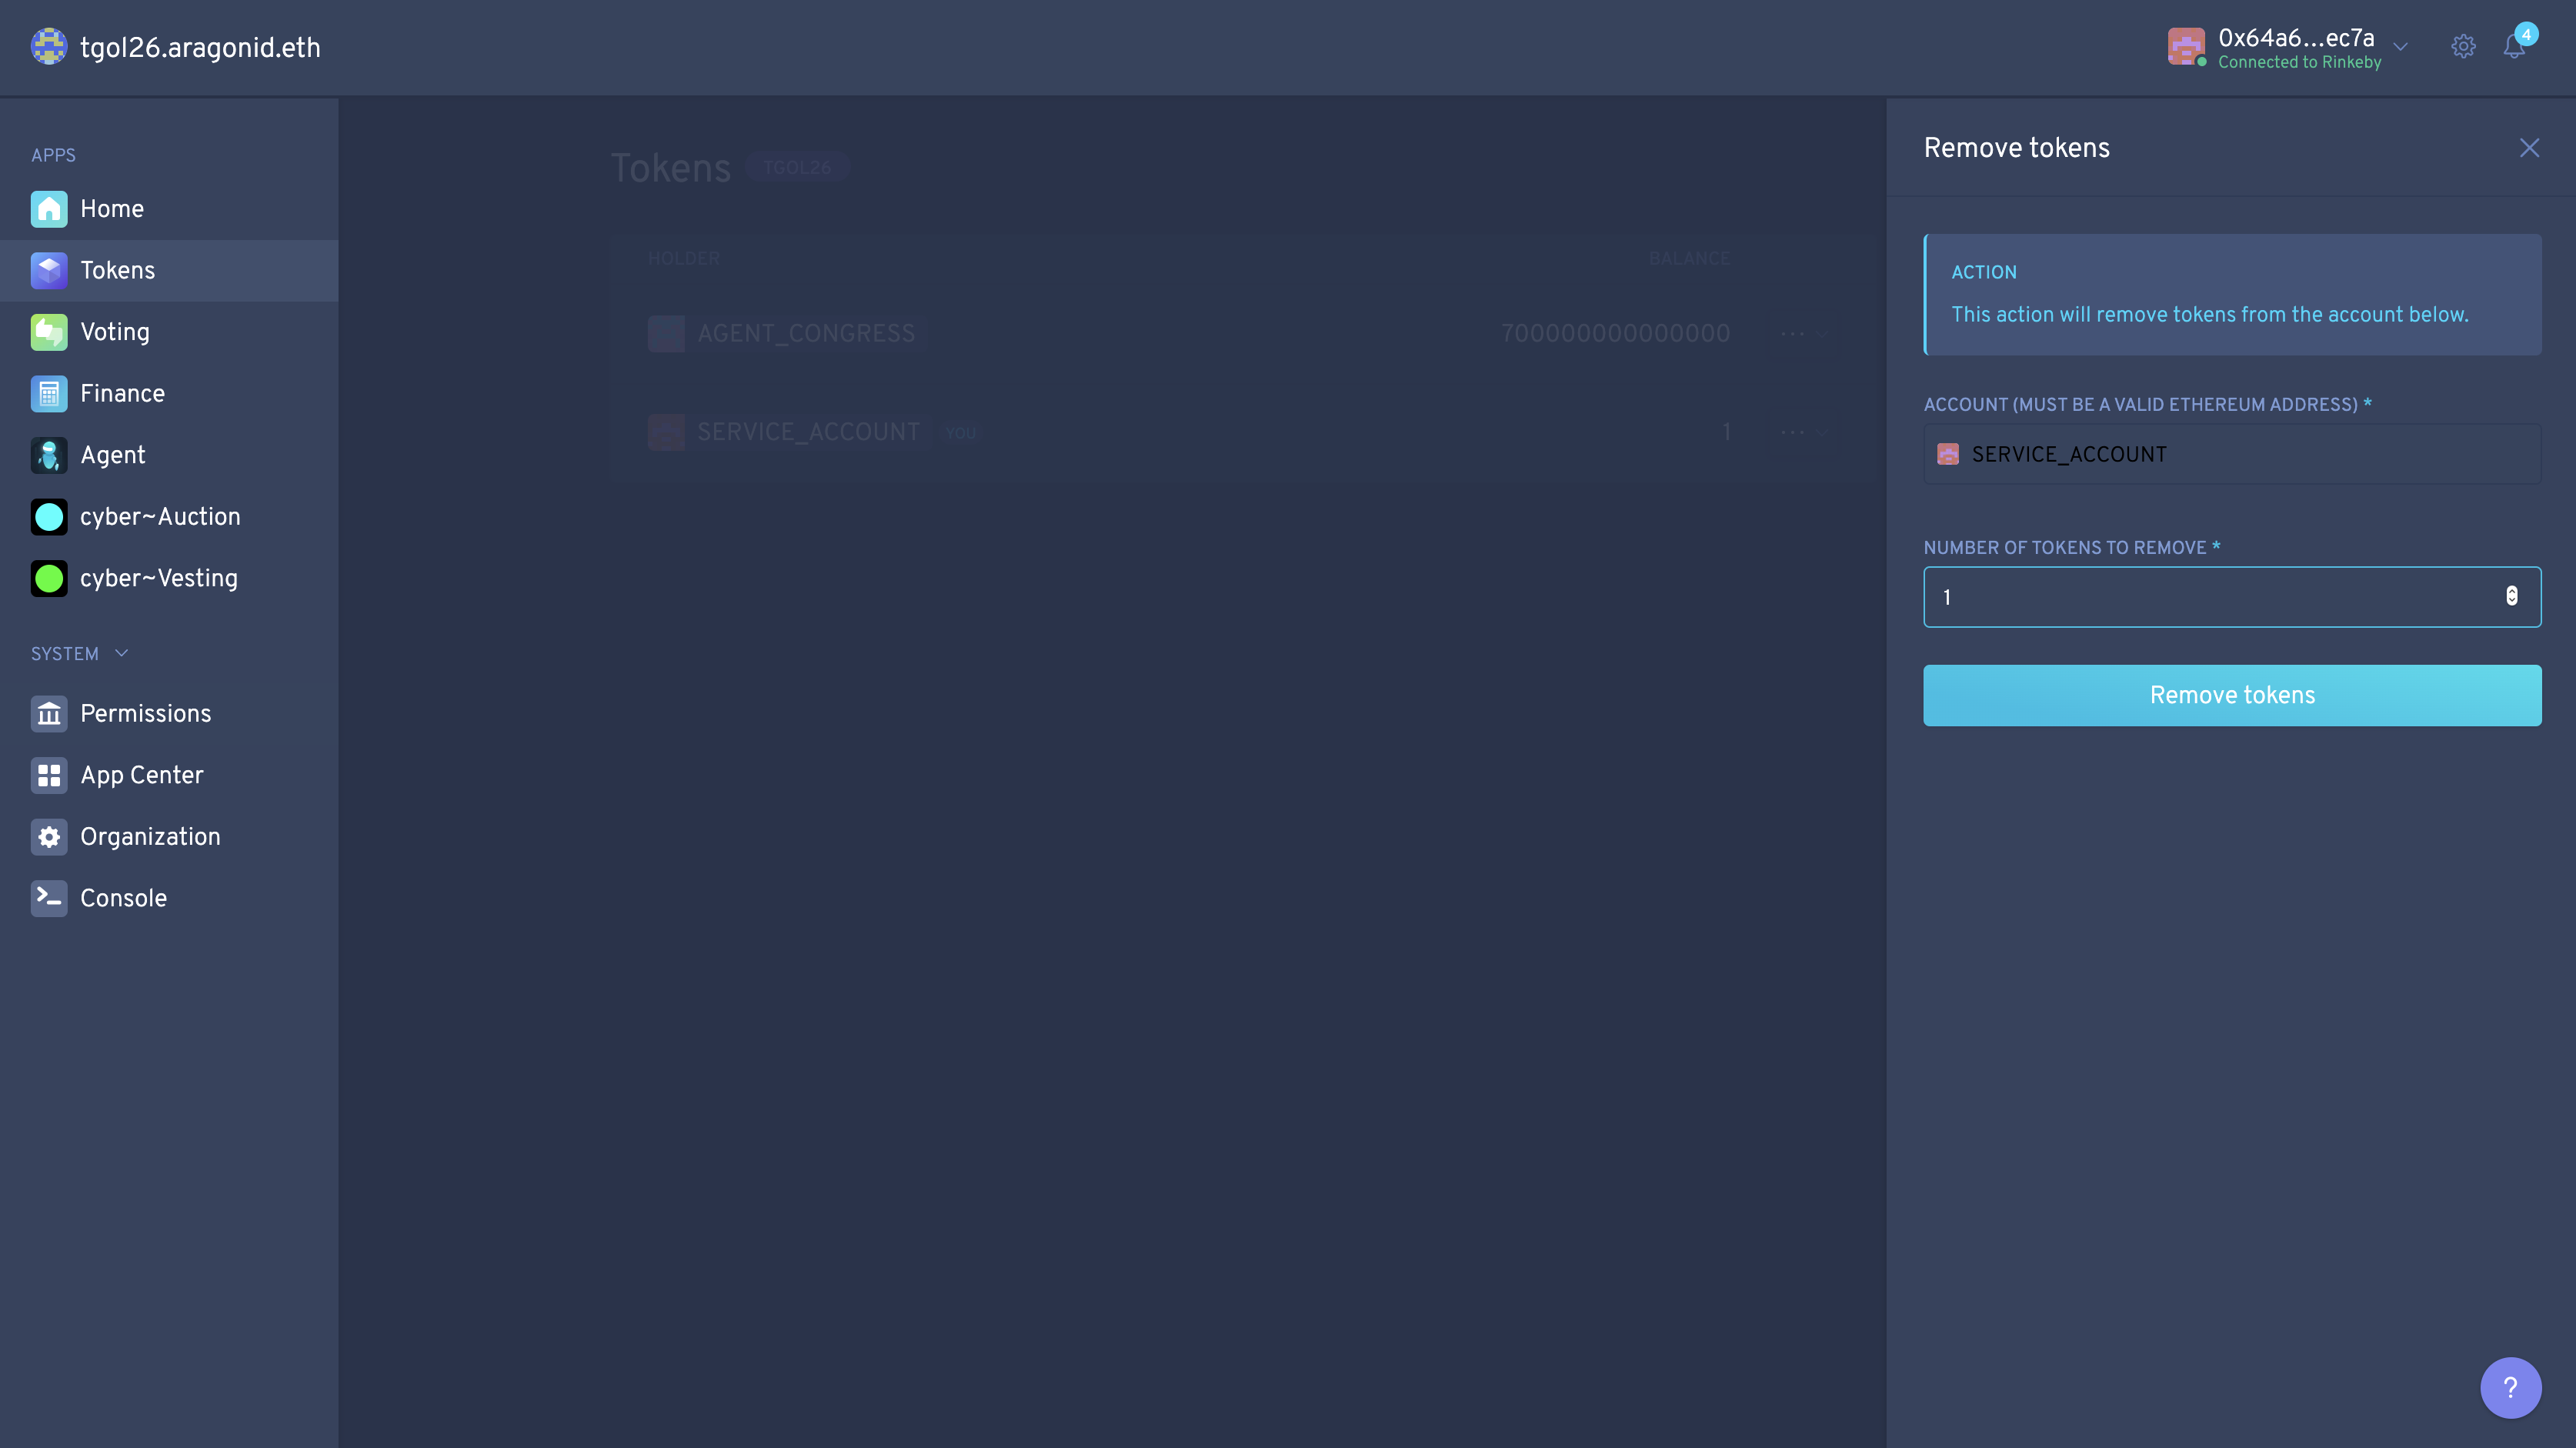 tgol26.aragonid.eth
0x64a6...ec7a
Connected to Rinkeby
4
APPS
Home
Tokens
Voting
Finance
Agent
cyber~Auction
cyber~Vesting
SYSTEM
Permissions
App Center
Organization
Console
Tokens TGOL26
HOLDER BALANCE
AGENT_CONGRESS 700000000000000
SERVICE_ACCOUNT YOU 1
Remove tokens
ACTION
This action will remove tokens from the account below.
ACCOUNT (MUST BE A VALID ETHEREUM ADDRESS) *
SERVICE_ACCOUNT
NUMBER OF TOKENS TO REMOVE *
1
Remove tokens
?